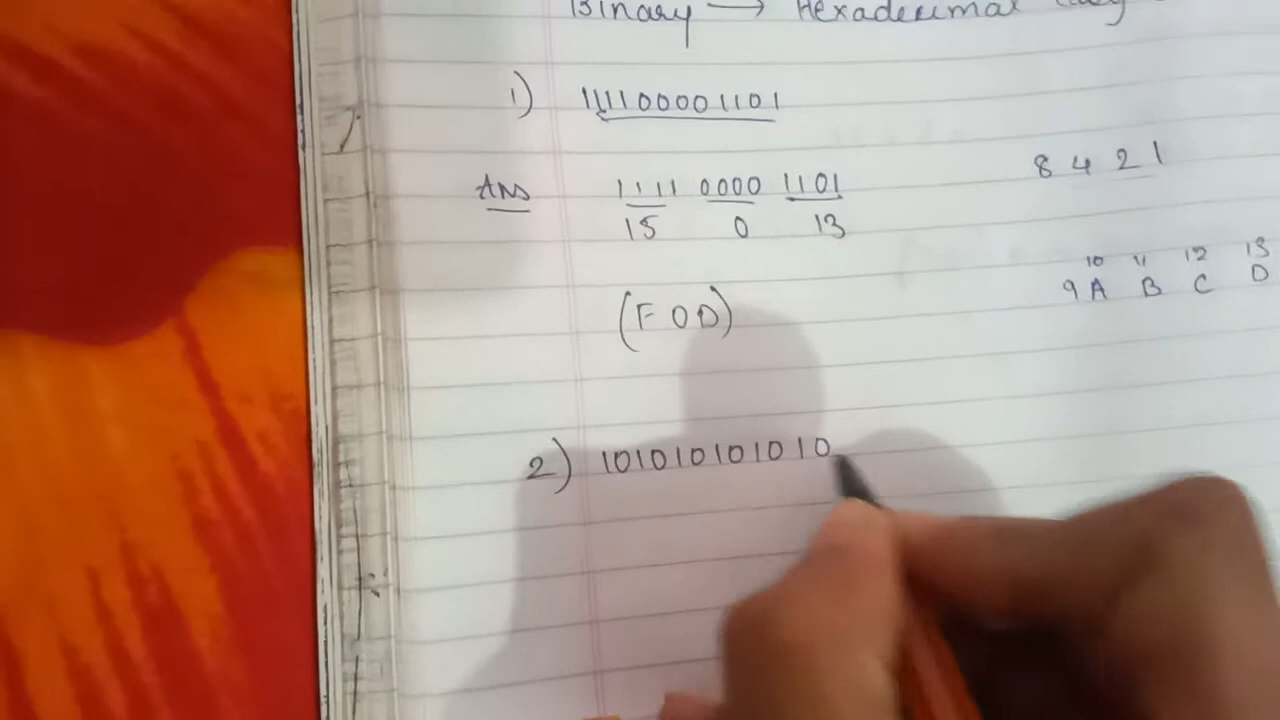 Binary → Hexadecimal
1) 111100001101
Ans 1111 0000 1101 8 4 2 1
15 0 13
10 11 12 13
9 A B C D
(F 0 D)
2) 101010101010